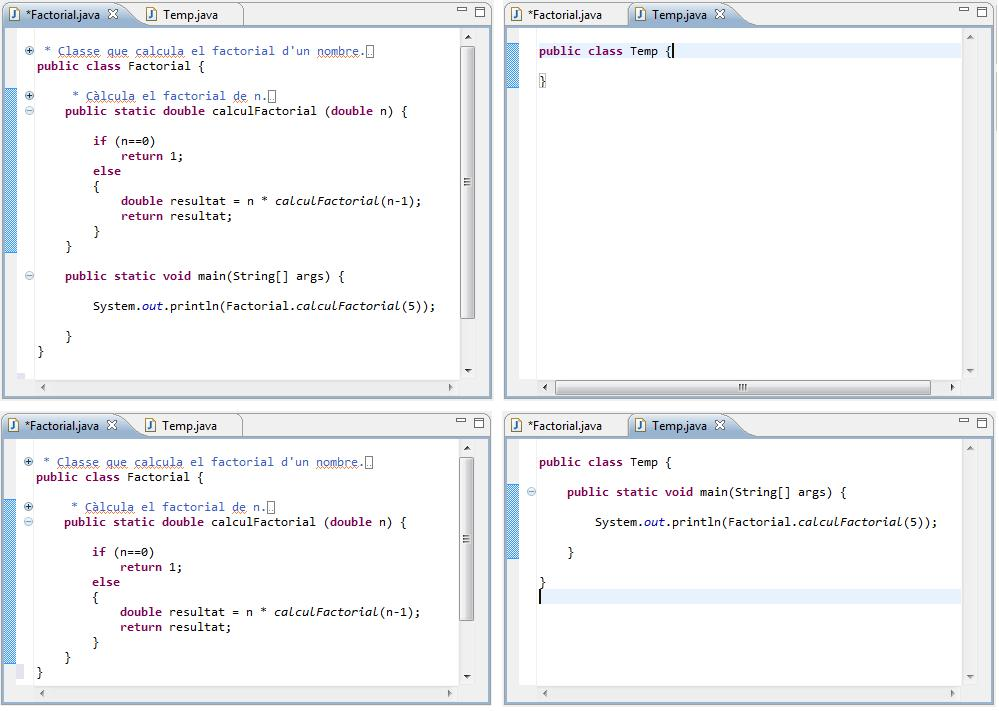 *Factorial.java Temp.java
* Classe que calcula el factorial d'un nombre.
public class Factorial {
* Càlcula el factorial de n.
public static double calculFactorial (double n) {
if (n==0)
return 1;
else
{
double resultat = n * calculFactorial(n-1);
return resultat;
}
}
public static void main(String[] args) {
System.out.println(Factorial.calculFactorial(5));
}
}
*Factorial.java Temp.java
public class Temp {
}
*Factorial.java Temp.java
* Classe que calcula el factorial d'un nombre.
public class Factorial {
* Càlcula el factorial de n.
public static double calculFactorial (double n) {
if (n==0)
return 1;
else
{
double resultat = n * calculFactorial(n-1);
return resultat;
}
}
}
*Factorial.java Temp.java
public class Temp {
public static void main(String[] args) {
System.out.println(Factorial.calculFactorial(5));
}
}